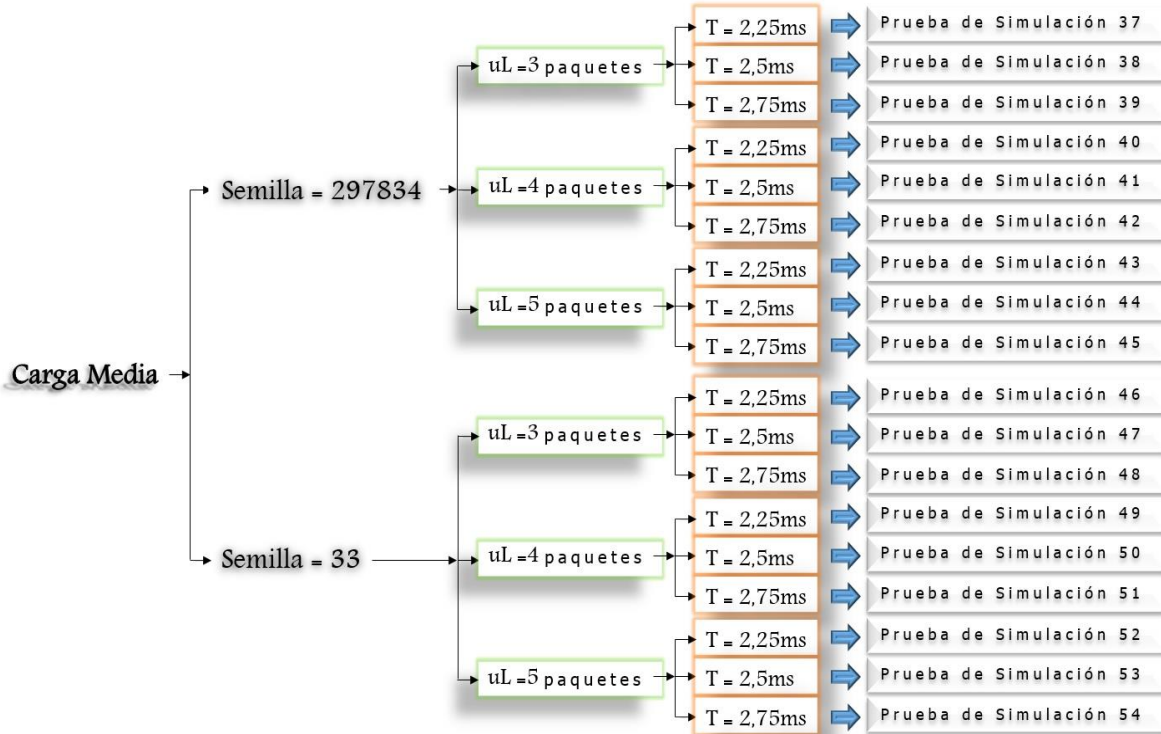 Carga Media
Semilla = 297834
uL =3 paquetes
T = 2,25ms
Prueba de Simulación 37
T = 2,5ms
Prueba de Simulación 38
T = 2,75ms
Prueba de Simulación 39
uL =4 paquetes
T = 2,25ms
Prueba de Simulación 40
T = 2,5ms
Prueba de Simulación 41
T = 2,75ms
Prueba de Simulación 42
uL =5 paquetes
T = 2,25ms
Prueba de Simulación 43
T = 2,5ms
Prueba de Simulación 44
T = 2,75ms
Prueba de Simulación 45
Semilla = 33
uL =3 paquetes
T = 2,25ms
Prueba de Simulación 46
T = 2,5ms
Prueba de Simulación 47
T = 2,75ms
Prueba de Simulación 48
uL =4 paquetes
T = 2,25ms
Prueba de Simulación 49
T = 2,5ms
Prueba de Simulación 50
T = 2,75ms
Prueba de Simulación 51
uL =5 paquetes
T = 2,25ms
Prueba de Simulación 52
T = 2,5ms
Prueba de Simulación 53
T = 2,75ms
Prueba de Simulación 54